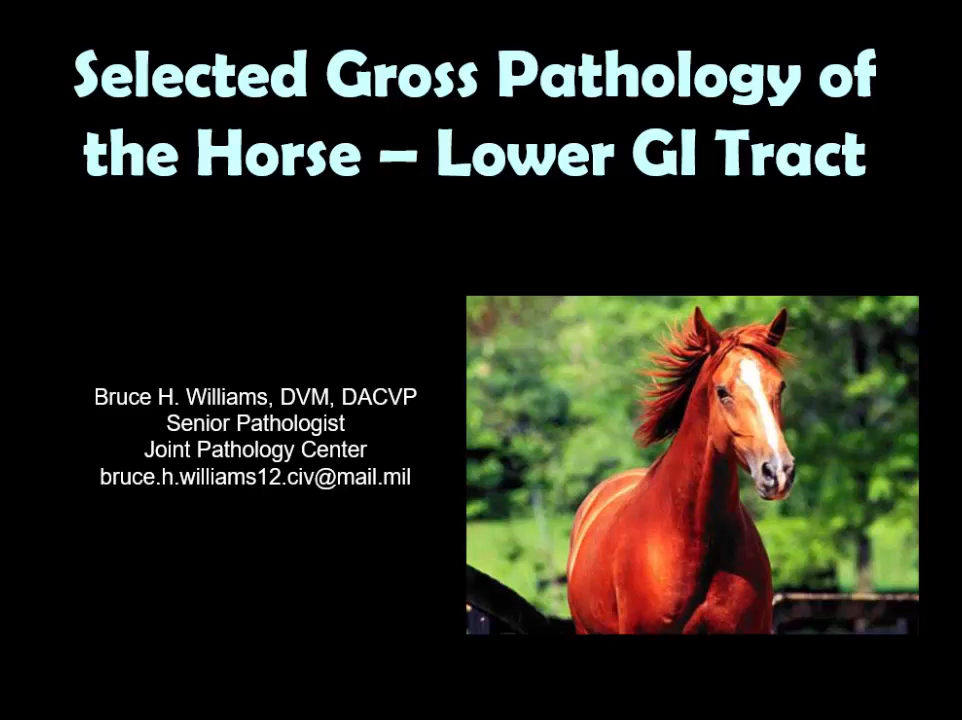 Selected Gross Pathology of
the Horse – Lower GI Tract
Bruce H. Williams, DVM, DACVP
Senior Pathologist
Joint Pathology Center
bruce.h.williams12.civ@mail.mil